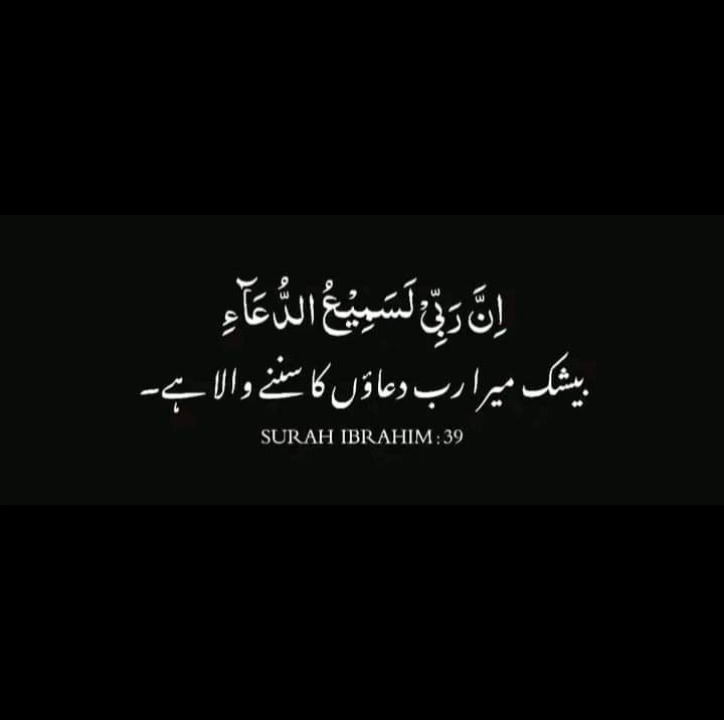 اِنَّ رَبِّیْ لَسَمِیْعُ الدُّعَآءِ
بیشک میرا رب دعاؤں کا سننے والا ہے۔
SURAH IBRAHIM:39